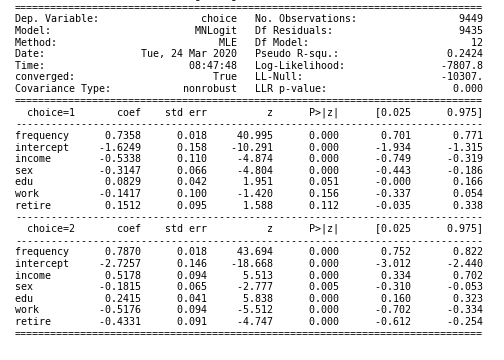 ==============================================================================
Dep. Variable: choice No. Observations: 9449
Model: MNLogit Df Residuals: 9435
Method: MLE Df Model: 12
Date: Tue, 24 Mar 2020 Pseudo R-squ.: 0.2424
Time: 08:47:48 Log-Likelihood: -7807.8
converged: True LL-Null: -10307.
Covariance Type: nonrobust LLR p-value: 0.000
==============================================================================
choice=1 coef std err z P>|z| [0.025 0.975]
------------------------------------------------------------------------------
frequency 0.7358 0.018 40.995 0.000 0.701 0.771
intercept -1.6249 0.158 -10.291 0.000 -1.934 -1.315
income -0.5338 0.110 -4.874 0.000 -0.749 -0.319
sex -0.3147 0.066 -4.804 0.000 -0.443 -0.186
edu 0.0829 0.042 1.951 0.051 -0.000 0.166
work -0.1417 0.100 -1.420 0.156 -0.337 0.054
retire 0.1512 0.095 1.588 0.112 -0.035 0.338
------------------------------------------------------------------------------
choice=2 coef std err z P>|z| [0.025 0.975]
------------------------------------------------------------------------------
frequency 0.7870 0.018 43.694 0.000 0.752 0.822
intercept -2.7257 0.146 -18.668 0.000 -3.012 -2.440
income 0.5178 0.094 5.513 0.000 0.334 0.702
sex -0.1815 0.065 -2.777 0.005 -0.310 -0.053
edu 0.2415 0.041 5.838 0.000 0.160 0.323
work -0.5176 0.094 -5.512 0.000 -0.702 -0.334
retire -0.4331 0.091 -4.747 0.000 -0.612 -0.254
==============================================================================